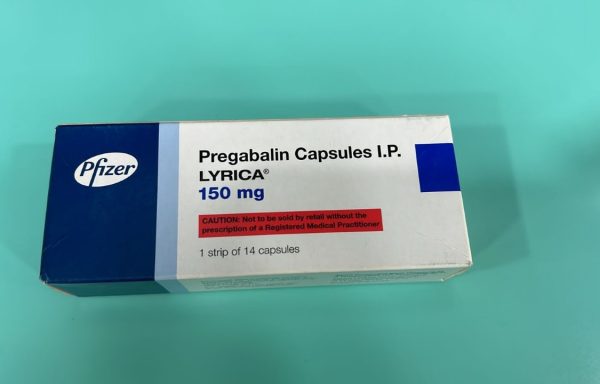 Pfizer
Pregabalin Capsules I.P.
LYRICA®
150 mg
CAUTION: Not to be sold by retail without the
prescription of a Registered Medical Practitioner
1 strip of 14 capsules